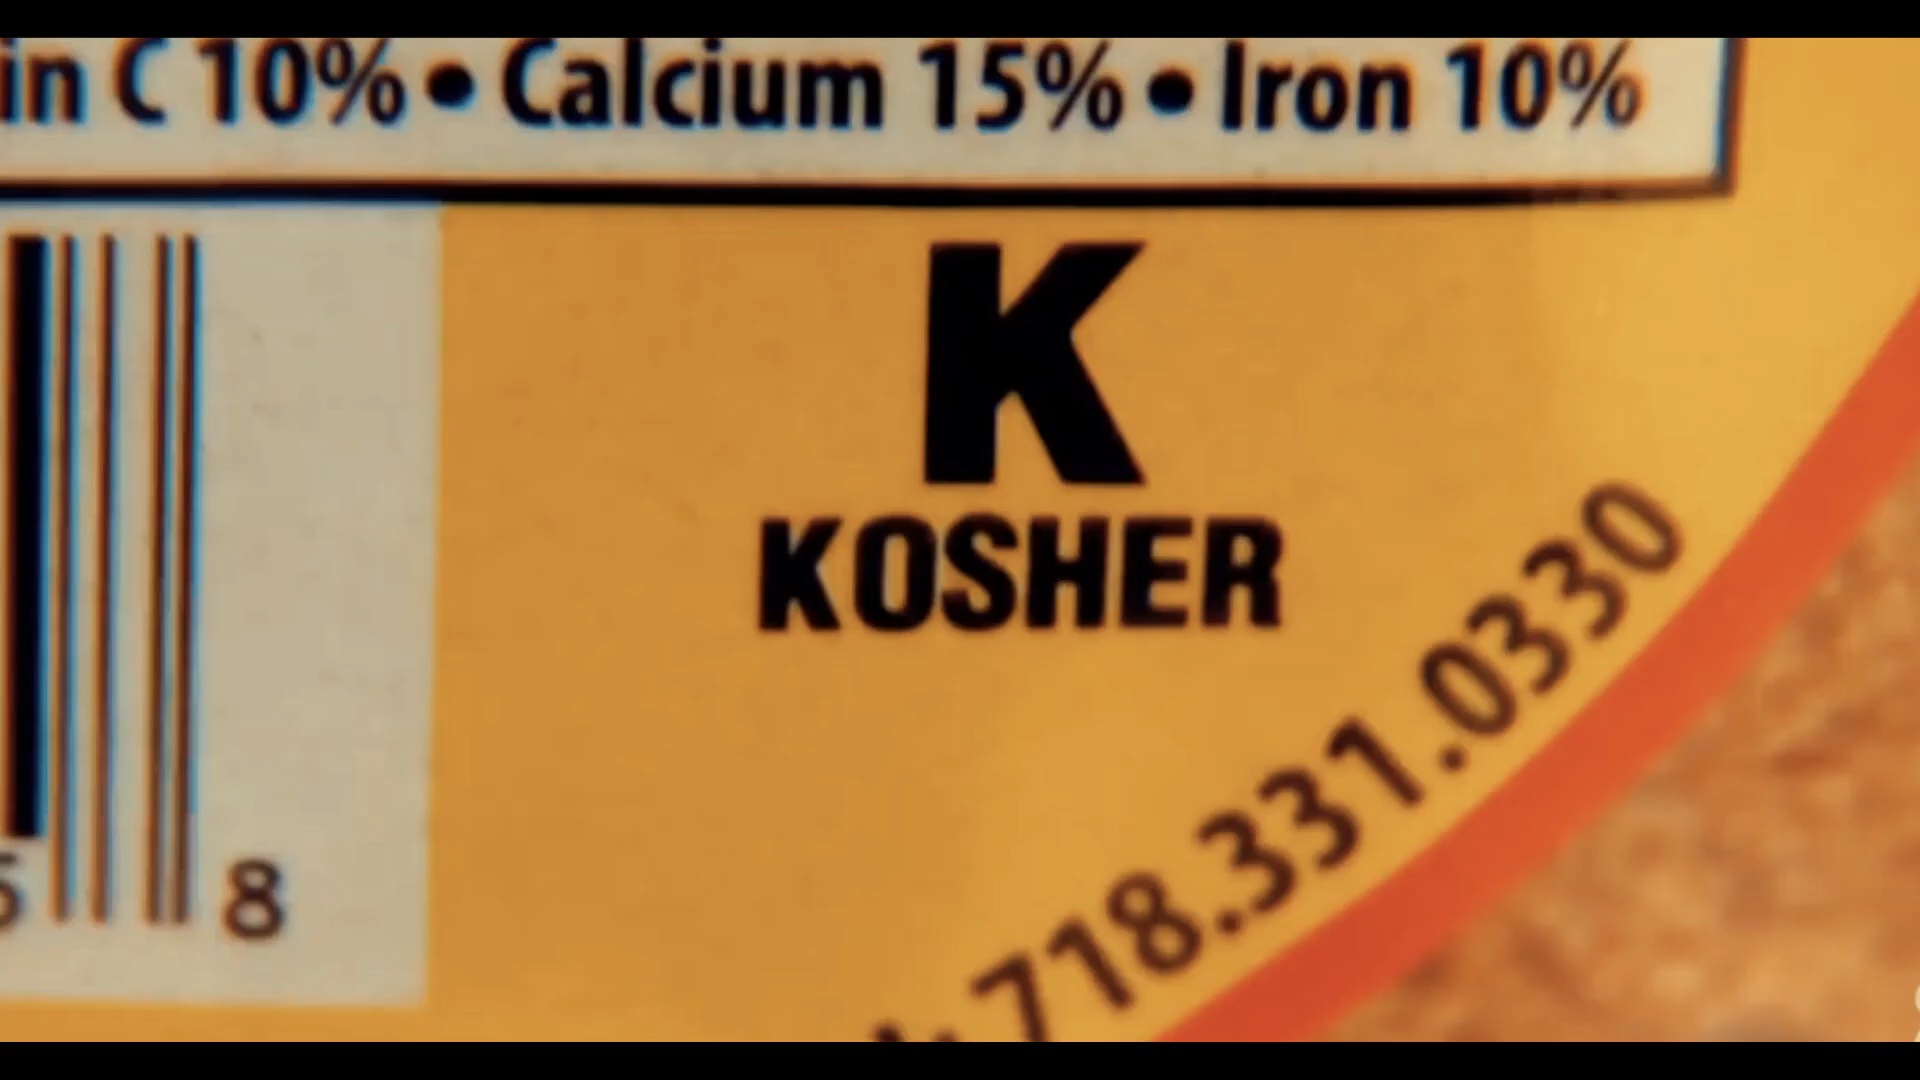 in C 10% • Calcium 15% • Iron 10%
K
KOSHER
8
718.331.0330